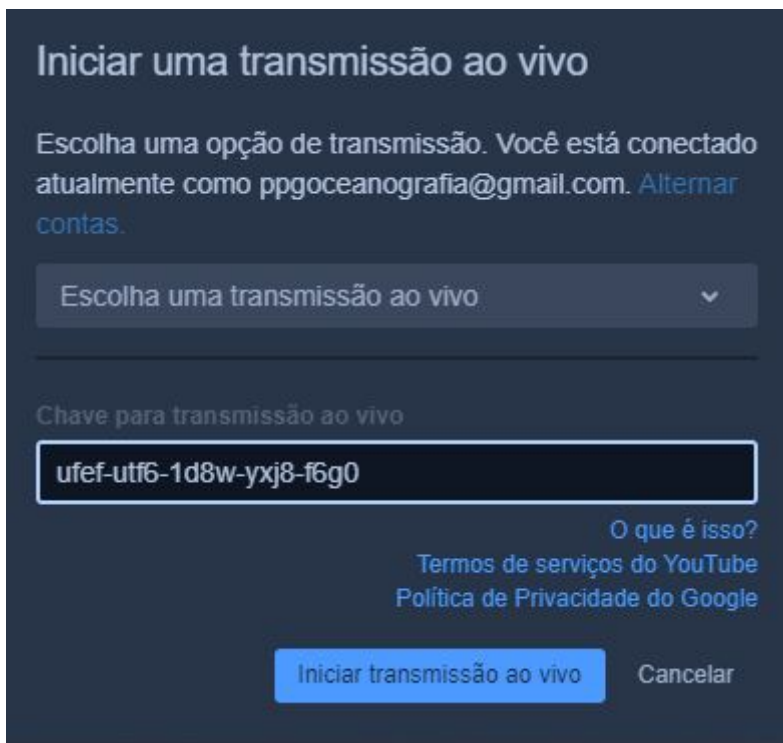 Iniciar uma transmissão ao vivo
Escolha uma opção de transmissão. Você está conectado
atualmente como ppgoceanografia@gmail.com. Alternar
contas.
Escolha uma transmissão ao vivo
Chave para transmissão ao vivo
ufef-utf6-1d8w-yxj8-f6g0
O que é isso?
Termos de serviços do YouTube
Política de Privacidade do Google
Iniciar transmissão ao vivo Cancelar